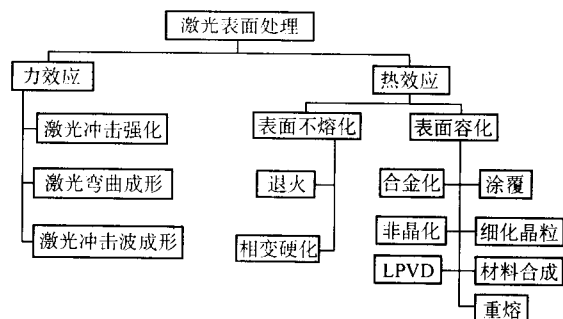 激光表面处理
力效应
热效应
激光冲击强化
表面不熔化
表面容化
激光弯曲成形
退火
合金化
涂覆
激光冲击波成形
相变硬化
非晶化
细化晶粒
LPVD
材料合成
重熔